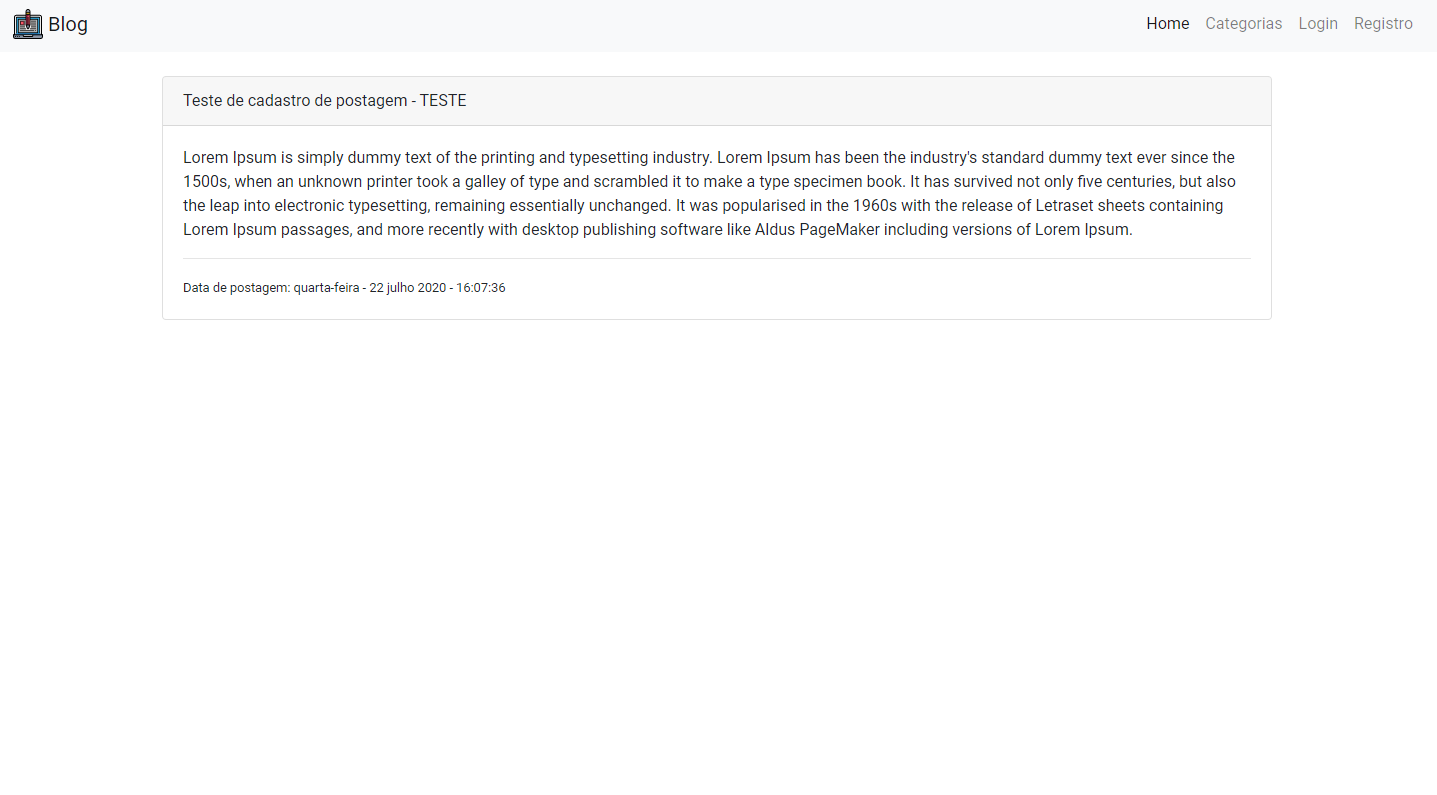 Blog
Home Categorias Login Registro
Teste de cadastro de postagem - TESTE
Lorem Ipsum is simply dummy text of the printing and typesetting industry. Lorem Ipsum has been the industry's standard dummy text ever since the
1500s, when an unknown printer took a galley of type and scrambled it to make a type specimen book. It has survived not only five centuries, but also
the leap into electronic typesetting, remaining essentially unchanged. It was popularised in the 1960s with the release of Letraset sheets containing
Lorem Ipsum passages, and more recently with desktop publishing software like Aldus PageMaker including versions of Lorem Ipsum.
Data de postagem: quarta-feira - 22 julho 2020 - 16:07:36